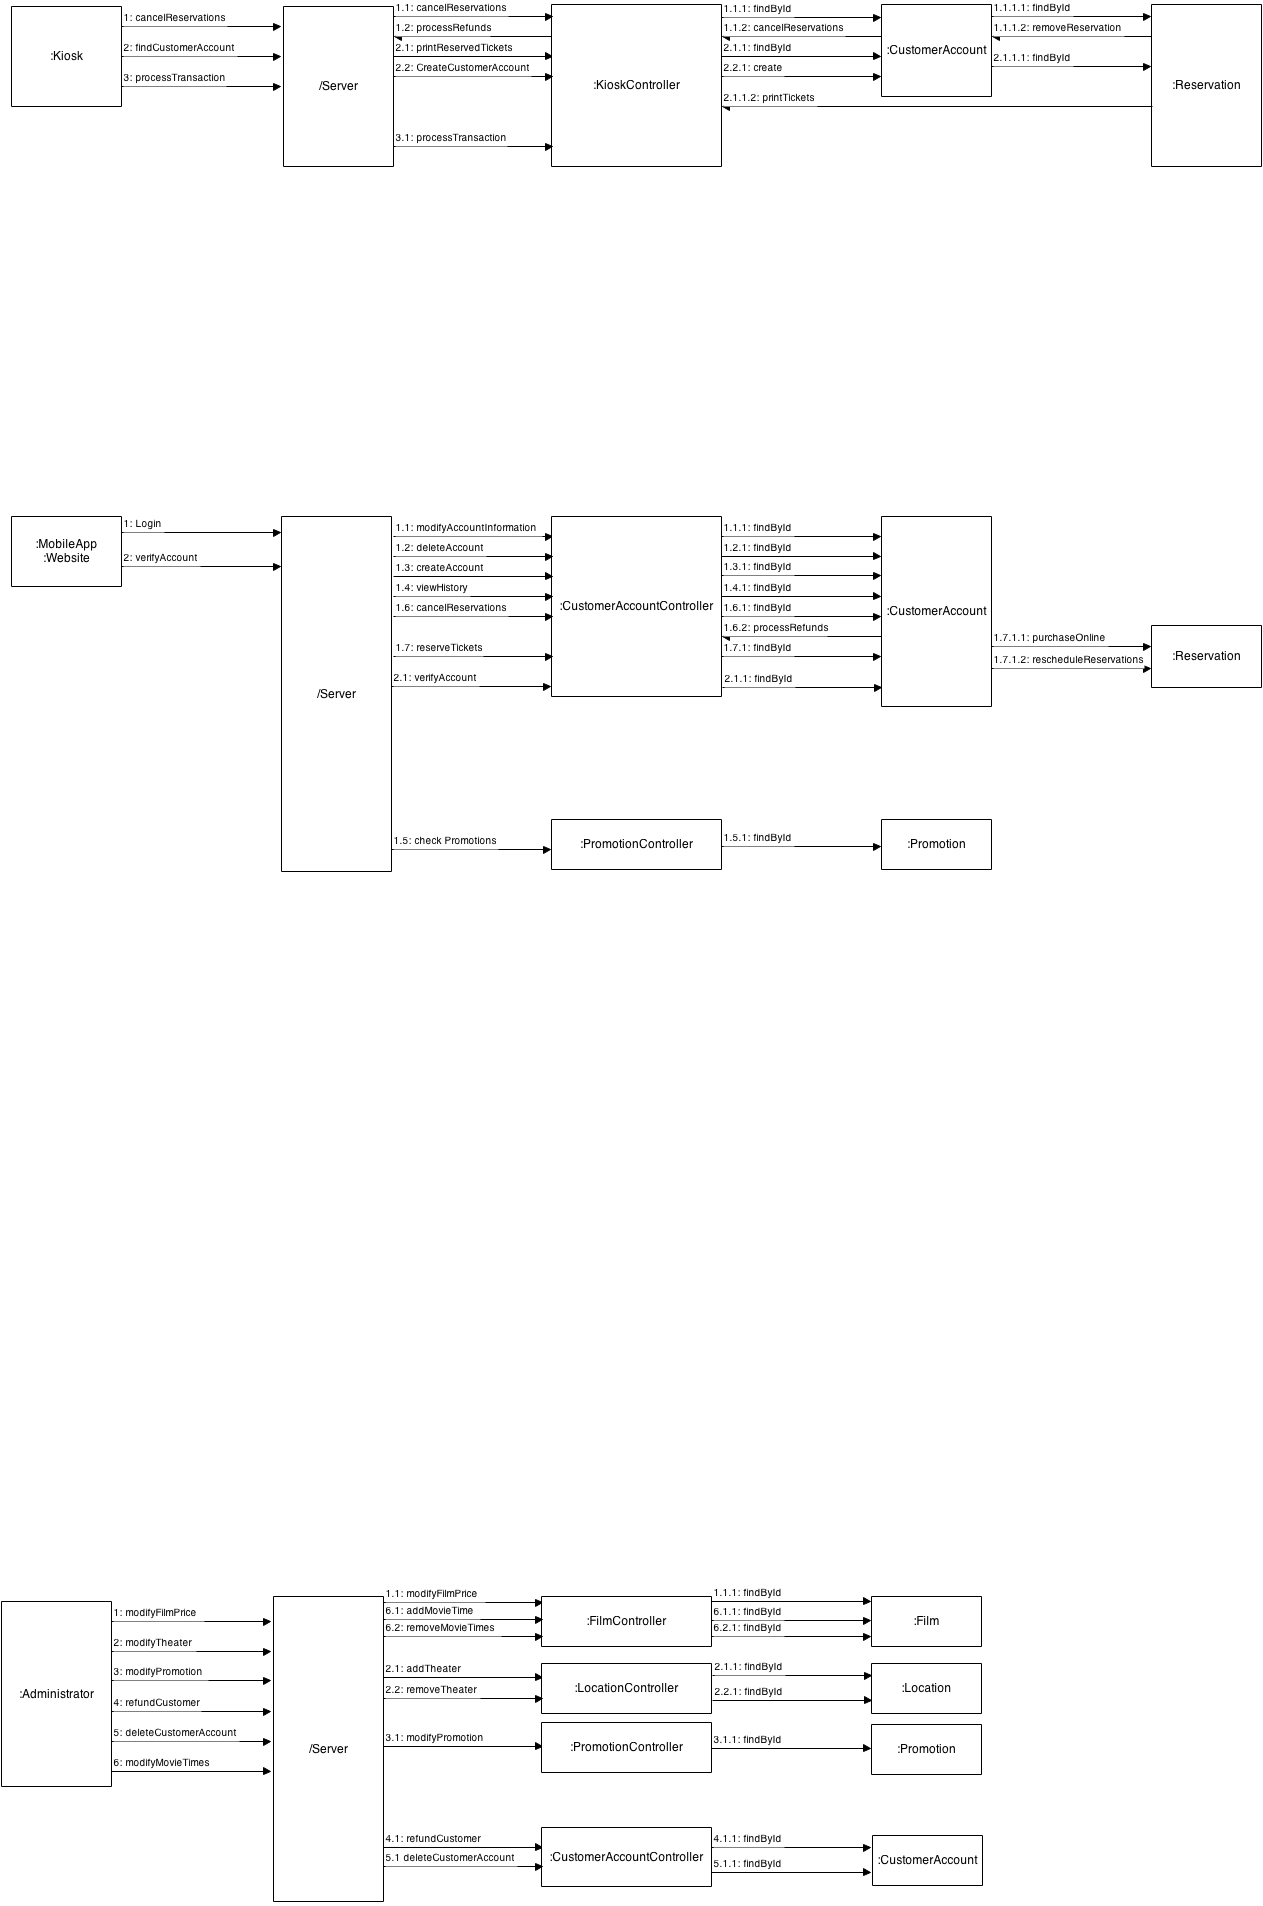 :Kiosk
1: cancelReservations
2: findCustomerAccount
3: processTransaction
/Server
1.1: cancelReservations
1.2: processRefunds
2.1: printReservedTickets
2.2: CreateCustomerAccount
3.1: processTransaction
:KioskController
1.1.1: findById
1.1.2: cancelReservations
2.1.1: findById
2.2.1: create
2.1.1.2: printTickets
:CustomerAccount
1.1.1.1: findById
1.1.1.2: removeReservation
2.1.1.1: findById
:Reservation
:MobileApp
:Website
1: Login
2: verifyAccount
/Server
1.1: modifyAccountInformation
1.2: deleteAccount
1.3: createAccount
1.4: viewHistory
1.6: cancelReservations
1.7: reserveTickets
2.1: verifyAccount
1.5: check Promotions
:CustomerAccountController
1.1.1: findById
1.2.1: findById
1.3.1: findById
1.4.1: findById
1.6.1: findById
1.6.2: processRefunds
1.7.1: findById
2.1.1: findById
:CustomerAccount
1.7.1.1: purchaseOnline
1.7.1.2: rescheduleReservations
:Reservation
:PromotionController
1.5.1: findById
:Promotion
:Administrator
1: modifyFilmPrice
2: modifyTheater
3: modifyPromotion
4: refundCustomer
5: deleteCustomerAccount
6: modifyMovieTimes
/Server
1.1: modifyFilmPrice
6.1: addMovieTime
6.2: removeMovieTimes
:FilmController
1.1.1: findById
6.1.1: findById
6.2.1: findById
:Film
2.1: addTheater
2.2: removeTheater
:LocationController
2.1.1: findById
2.2.1: findById
:Location
3.1: modifyPromotion
:PromotionController
3.1.1: findById
:Promotion
4.1: refundCustomer
5.1 deleteCustomerAccount
:CustomerAccountController
4.1.1: findById
5.1.1: findById
:CustomerAccount